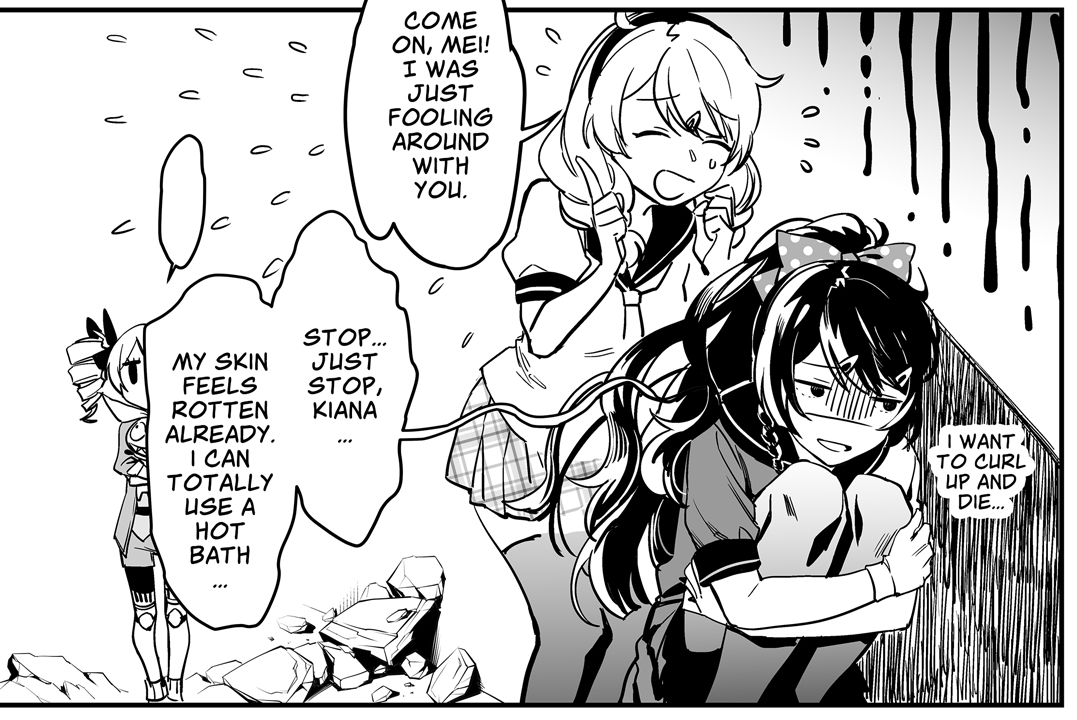 COME
ON, MEI!
I WAS
JUST
FOOLING
AROUND
WITH
YOU.
STOP...
JUST
STOP,
KIANA
...
MY SKIN
FEELS
ROTTEN
ALREADY.
I CAN
TOTALLY
USE A
HOT
BATH
...
I WANT
TO CURL
UP AND
DIE...